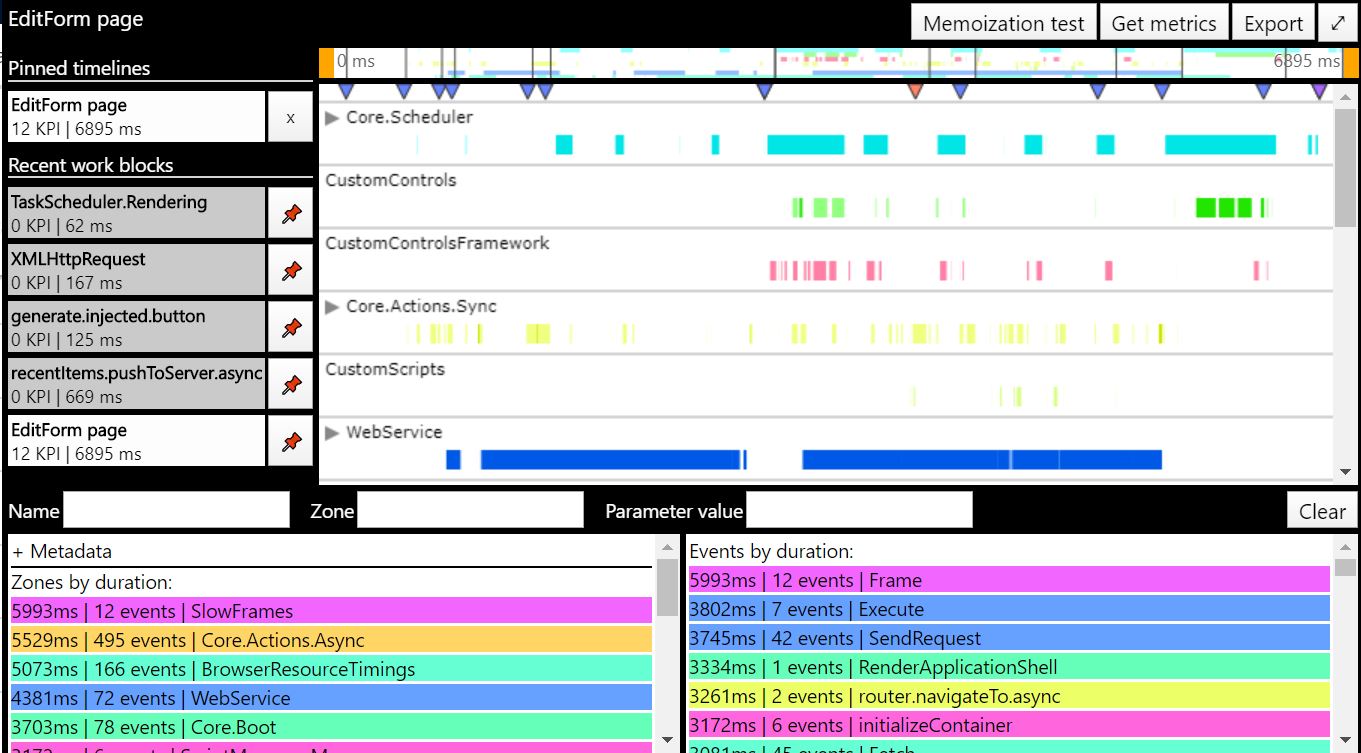 EditForm page
Memoization test
Get metrics
Export
Pinned timelines
EditForm page
12 KPI | 6895 ms
x
Recent work blocks
TaskScheduler.Rendering
0 KPI | 62 ms
XMLHttpRequest
0 KPI | 167 ms
generate.injected.button
0 KPI | 125 ms
recentItems.pushToServer.async
0 KPI | 669 ms
EditForm page
12 KPI | 6895 ms
0 ms
6895 ms
Core.Scheduler
CustomControls
CustomControlsFramework
Core.Actions.Sync
CustomScripts
WebService
Name
Zone
Parameter value
Clear
+ Metadata
Zones by duration:
5993ms | 12 events | SlowFrames
5529ms | 495 events | Core.Actions.Async
5073ms | 166 events | BrowserResourceTimings
4381ms | 72 events | WebService
3703ms | 78 events | Core.Boot
Events by duration:
5993ms | 12 events | Frame
3802ms | 7 events | Execute
3745ms | 42 events | SendRequest
3334ms | 1 events | RenderApplicationShell
3261ms | 2 events | router.navigateTo.async
3172ms | 6 events | initializeContainer
3081ms | 45 events | Fetch